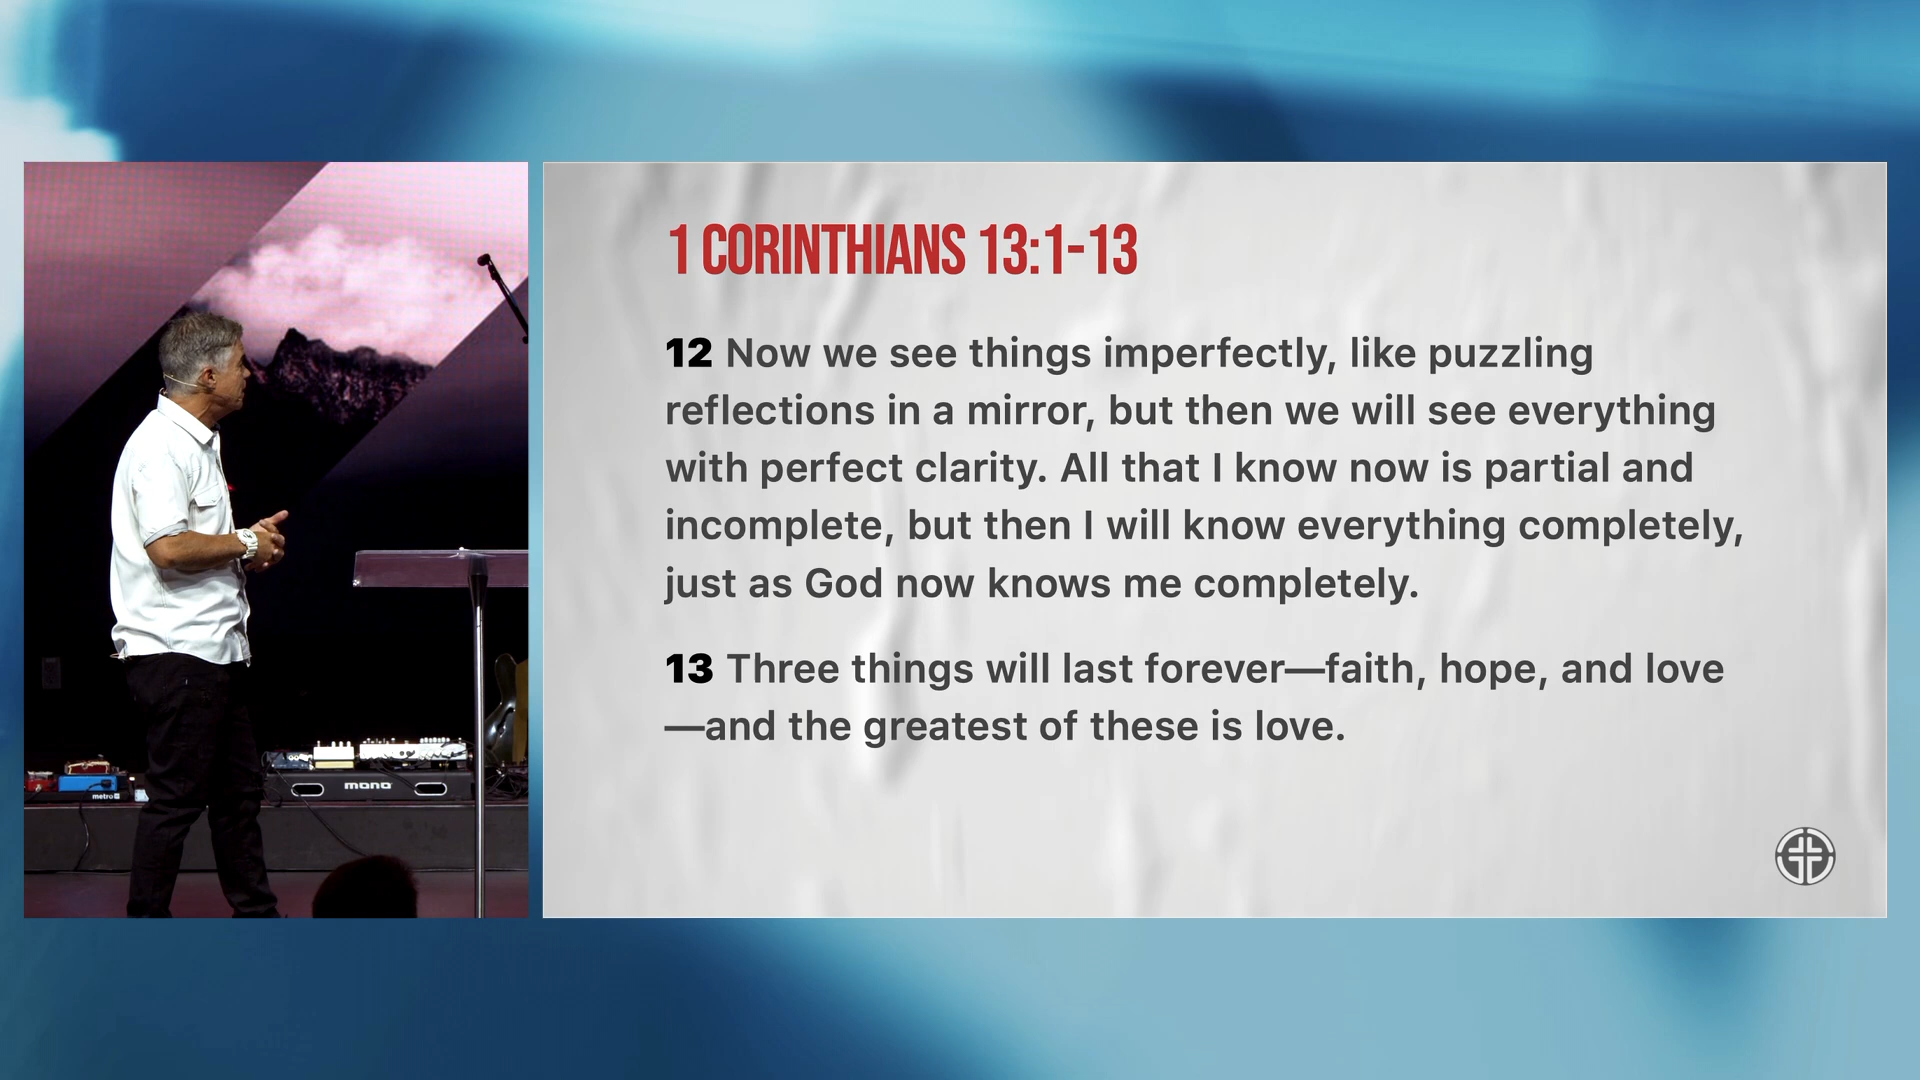 1 CORINTHIANS 13:1-13
12 Now we see things imperfectly, like puzzling
reflections in a mirror, but then we will see everything
with perfect clarity. All that I know now is partial and
incomplete, but then I will know everything completely,
just as God now knows me completely.
13 Three things will last forever—faith, hope, and love
—and the greatest of these is love.
mono
metro